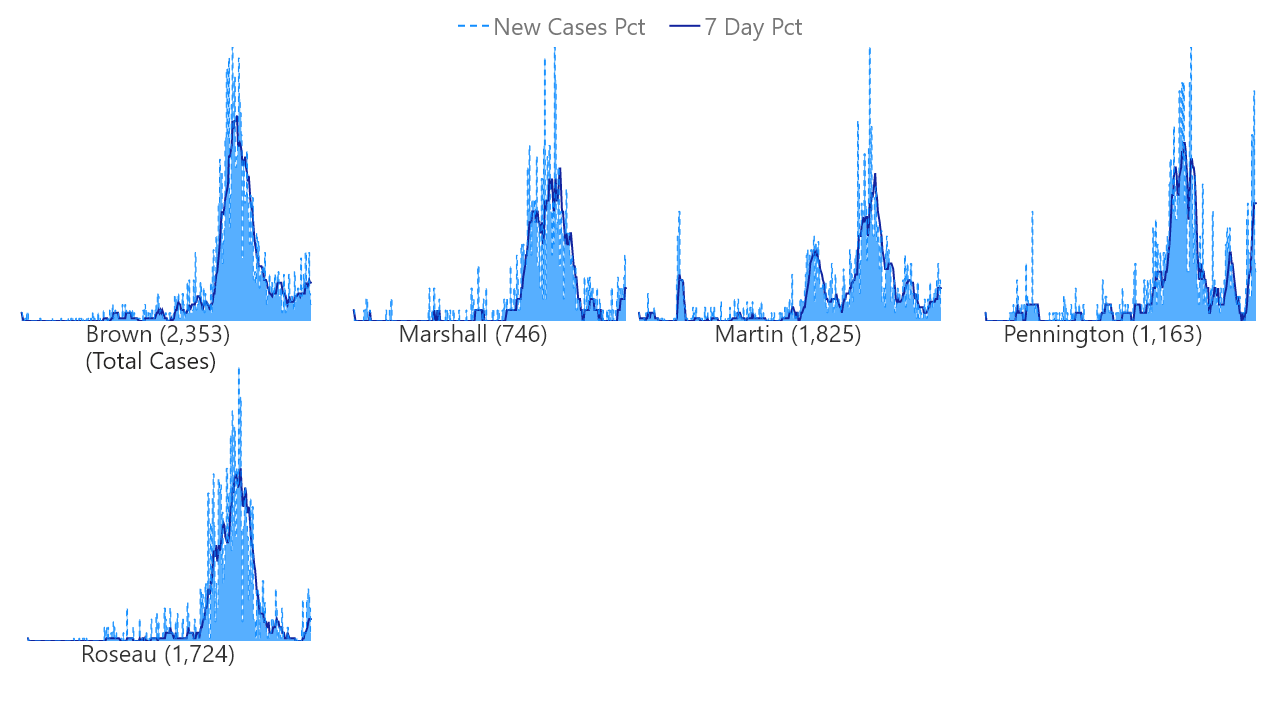 New Cases Pct 7 Day Pct
Brown (2,353) Marshall (746) Martin (1,825) Pennington (1,163)
(Total Cases)
Roseau (1,724)